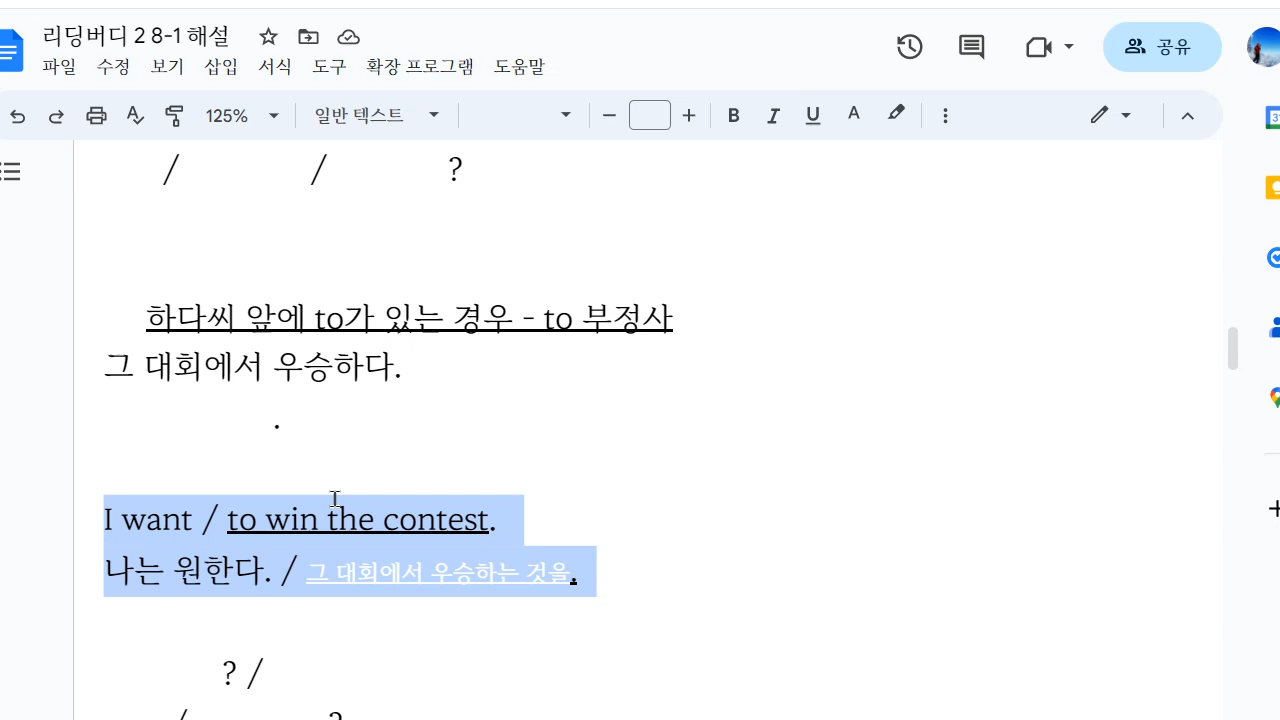 리딩버디 2 8-1 해설
파일 수정 보기 삽입 서식 도구 확장 프로그램 도움말
공유
125% 일반 텍스트 B I U A
/ / ?
하다씨 앞에 to가 있는 경우 - to 부정사
그 대회에서 우승하다.
.
I want / to win the contest.
나는 원한다. / 그 대회에서 우승하는 것을.
? /
/ ?